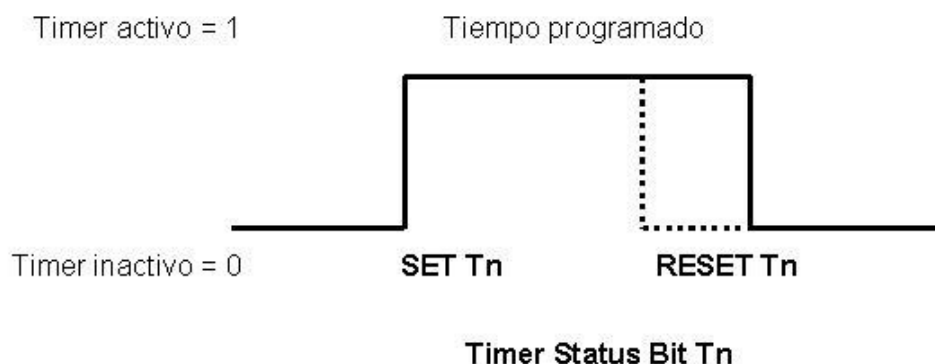 Timer activo = 1 Tiempo programado
Timer inactivo = 0 SET Tn RESET Tn
Timer Status Bit Tn